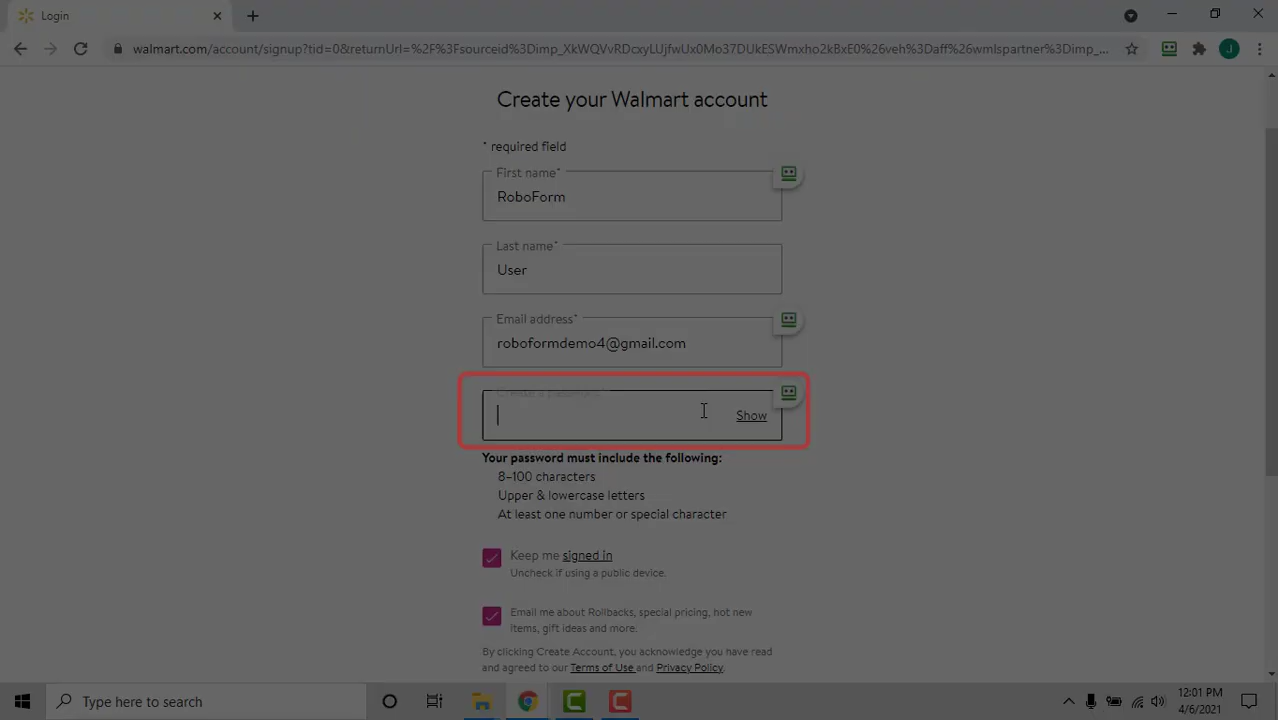 Login
walmart.com/account/signup?tid=0&returnUrl=%2F%3Fsourceid%3Dimp_XkWQVvRDcxyLUjfwUx0Mo37DUkESWmxho2kBxE0%26veh%3Daff%26wmlspartner%3Dimp_...
J
Create your Walmart account
* required field
First name*
RoboForm
Last name*
User
Email address*
roboformdemo4@gmail.com
Create a password*
Show
Your password must include the following:
8-100 characters
Upper & lowercase letters
At least one number or special character
Keep me signed in
Uncheck if using a public device.
Email me about Rollbacks, special pricing, hot new
items, gift ideas and more.
By clicking Create Account, you acknowledge you have read
and agreed to our Terms of Use and Privacy Policy.
Type here to search
C
C
12:01 PM
4/6/2021